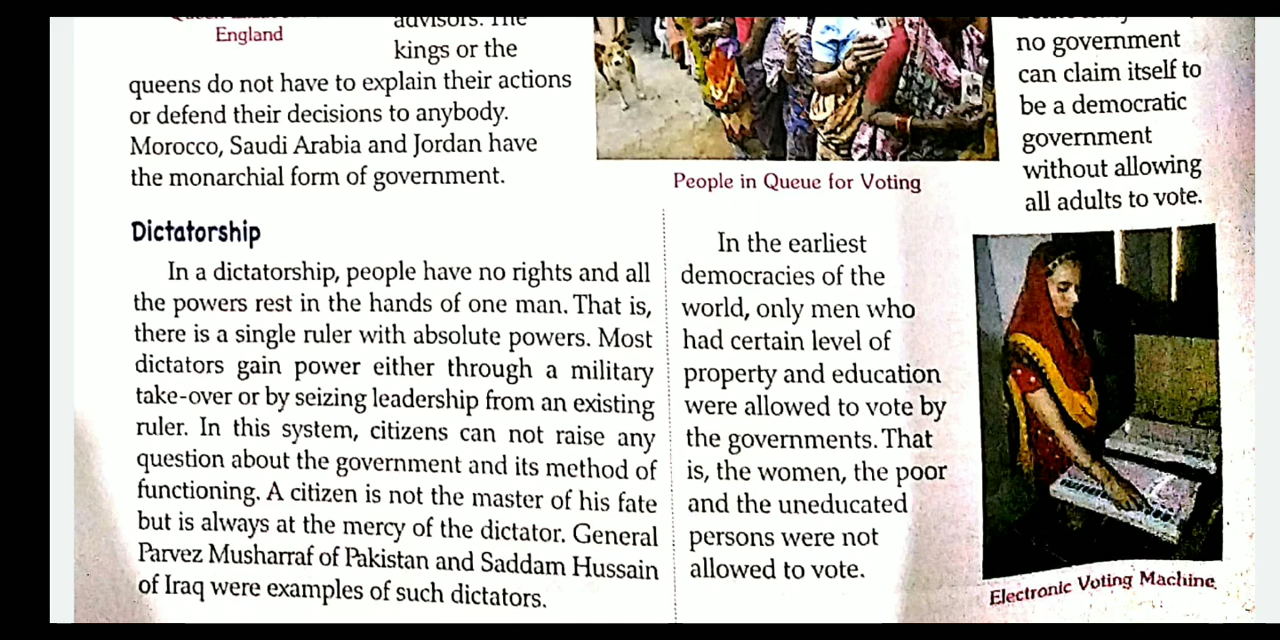 England
kings or the
queens do not have to explain their actions
or defend their decisions to anybody.
Morocco, Saudi Arabia and Jordan have
the monarchial form of government.
Dictatorship
In a dictatorship, people have no rights and all
the powers rest in the hands of one man. That is,
there is a single ruler with absolute powers. Most
dictators gain power either through a military
take-over or by seizing leadership from an existing
ruler. In this system, citizens can not raise any
question about the government and its method of
functioning. A citizen is not the master of his fate
but is always at the mercy of the dictator. General
Parvez Musharraf of Pakistan and Saddam Hussain
of Iraq were examples of such dictators.
People in Queue for Voting
In the earliest
democracies of the
world, only men who
had certain level of
property and education
were allowed to vote by
the governments. That
is, the women, the poor
and the uneducated
persons were not
allowed to vote.
no government
can claim itself to
be a democratic
government
without allowing
all adults to vote.
Electronic Voting Machine